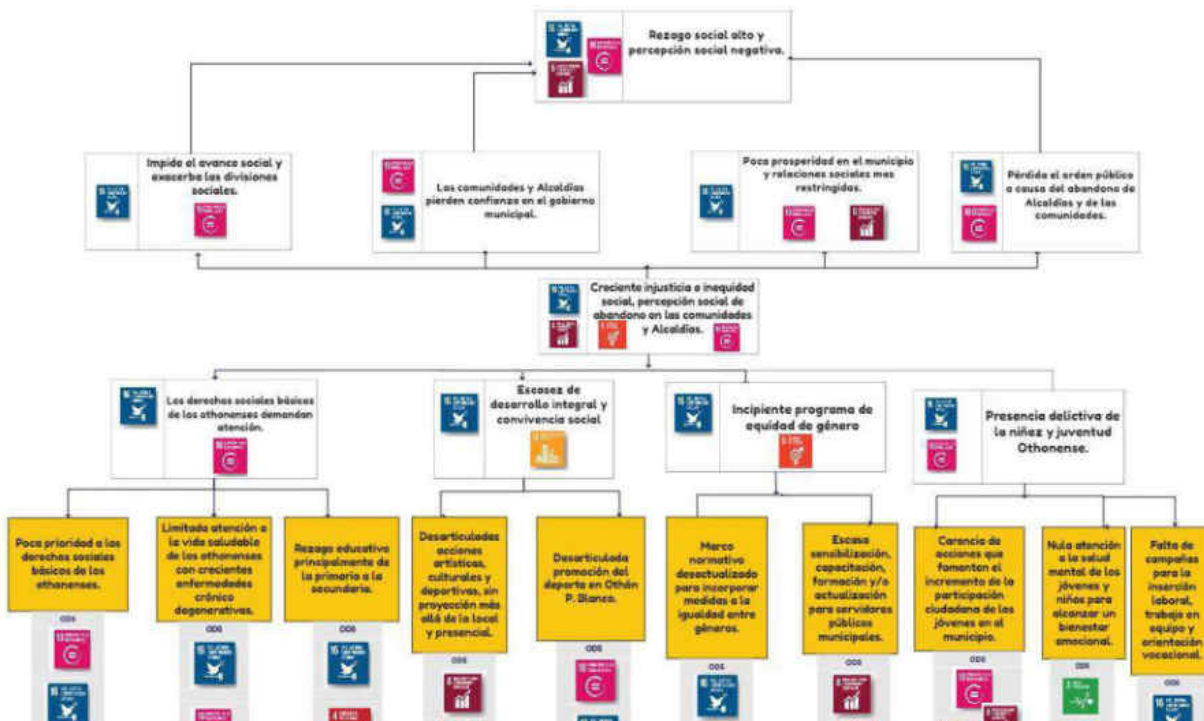 Rezago social alto y
percepción social negativa.
Impide el avance social y
exacerba las divisiones
sociales.
Las comunidades y Alcaldías
pierden confianza en el gobierno
municipal.
Poca prosperidad en el municipio
y relaciones sociales mas
restringidas.
Pérdida el orden público
a causa del abandono de
Alcaldías y de las
comunidades.
Creciente injusticia e inequidad
social, percepción social de
abandono en las comunidades
y Alcaldías.
Los derechos sociales básicos
de los othonenses demandan
atención.
Escasez de
desarrollo integral y
convivencia social
Incipiente programa de
equidad de género
Presencia delictiva de
la niñez y juventud
Othonense.
Poca prioridad a los
derechos sociales
básicos de los
othonenses.
Limitada atención a
la vida saludable
de los othonenses
con crecientes
enfermedades
crónico
degenerativas.
Rezago educativo
principalmente de
la primaria a la
secundaria.
Desarticuladas
acciones
artísticas,
culturales y
deportivas, sin
proyección más
allá de lo local
y presencial.
Desarticulada
promoción del
deporte en Othón
P. Blanco.
Marco
normativo
desactualizado
para incorporar
medidas a la
igualdad entre
géneros.
Escasa
sensibilización,
capacitación,
formación y/o
actualización
para servidores
públicos
municipales.
Carencia de
acciones que
fomenten el
incremento de la
participación
ciudadana de los
jóvenes en el
municipio.
Nula atención
a la salud
mental de los
jóvenes y
niños para
alcanzar un
bienestar
emocional.
Falta de
campañas
para la
inserción
laboral,
trabajo en
equipo y
orientación
vocacional.
ODS
ODS
ODS
ODS
ODS
ODS
ODS
ODS
ODS
ODS